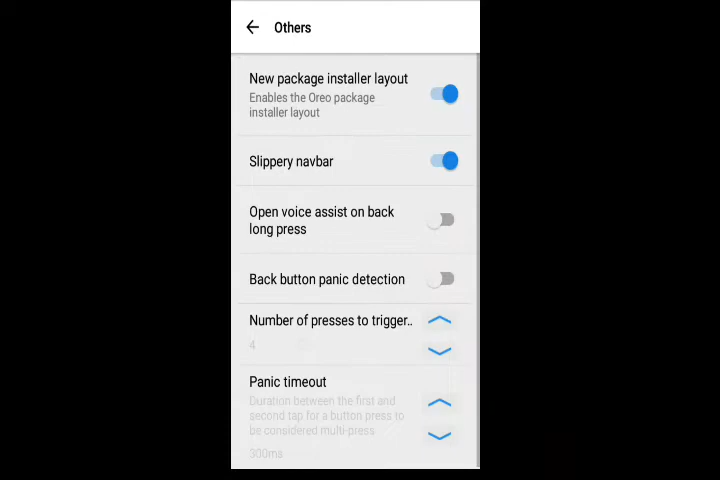 Others
New package installer layout
Enables the Oreo package
installer layout
Slippery navbar
Open voice assist on back
long press
Back button panic detection
Number of presses to trigger..
4
Panic timeout
Duration between the first and
second tap for a button press to
be considered multi-press
300ms